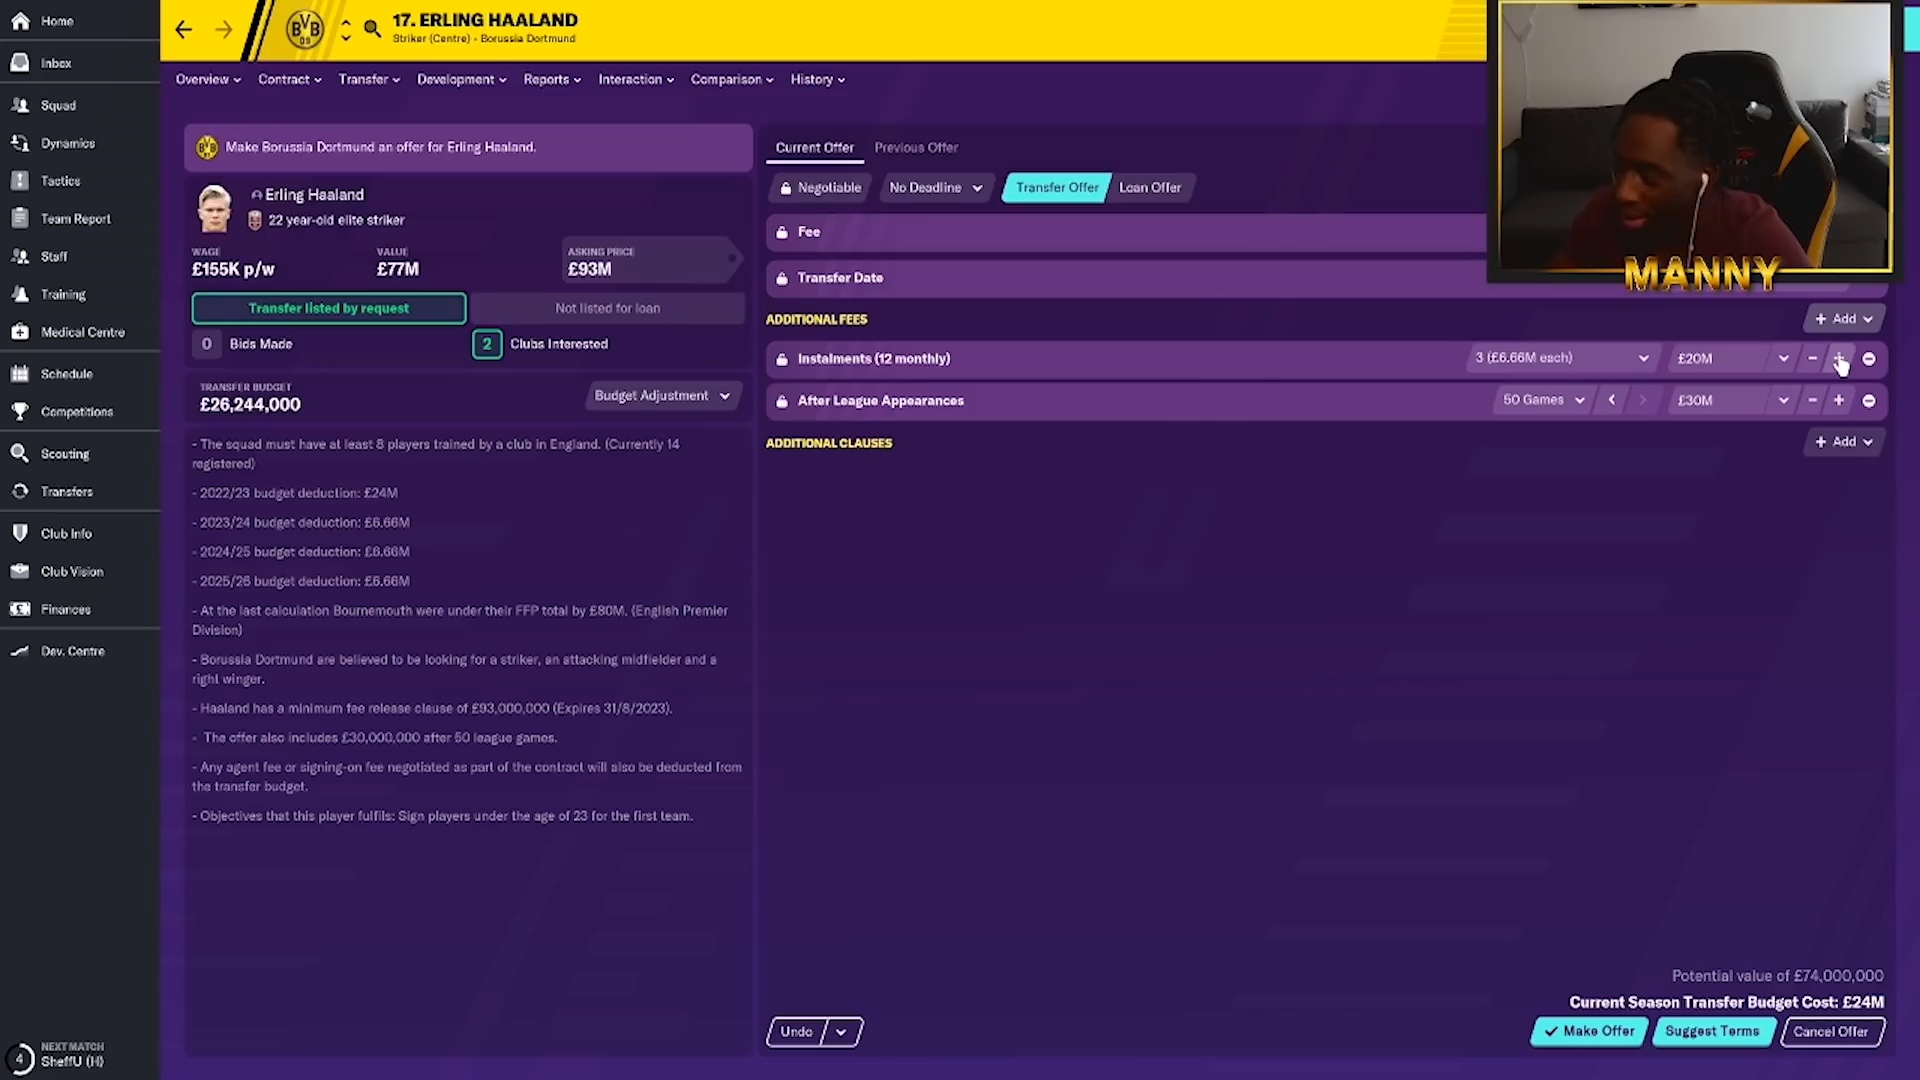 Home
Inbox
Squad
Dynamics
Tactics
Team Report
Staff
Training
Medical Centre
Schedule
Competitions
Scouting
Transfers
Club Info
Club Vision
Finances
Dev. Centre
4
NEXT MATCH
SheffU (H)
BVB
09
17. ERLING HAALAND
Striker (Centre) - Borussia Dortmund
Overview
Contract
Transfer
Development
Reports
Interaction
Comparison
History
Make Borussia Dortmund an offer for Erling Haaland.
Erling Haaland
22 year-old elite striker
WAGE
£155K p/w
VALUE
£77M
ASKING PRICE
£93M
Transfer listed by request
Not listed for loan
0 Bids Made
2 Clubs Interested
TRANSFER BUDGET
£26,244,000
Budget Adjustment
- The squad must have at least 8 players trained by a club in England. (Currently 14
registered)
- 2022/23 budget deduction: £24M
- 2023/24 budget deduction: £6.66M
- 2024/25 budget deduction: £6.66M
- 2025/26 budget deduction: £6.66M
- At the last calculation Bournemouth were under their FFP total by £80M. (English Premier
Division)
- Borussia Dortmund are believed to be looking for a striker, an attacking midfielder and a
right winger.
- Haaland has a minimum fee release clause of £93,000,000 (Expires 31/8/2023).
- The offer also includes £30,000,000 after 50 league games.
- Any agent fee or signing-on fee negotiated as part of the contract will also be deducted from
the transfer budget.
- Objectives that this player fulfils: Sign players under the age of 23 for the first team.
Current Offer
Previous Offer
Negotiable
No Deadline
Transfer Offer
Loan Offer
Fee
Transfer Date
MANNY
ADDITIONAL FEES
+ Add
Instalments (12 monthly)
3 (£6.66M each)
£20M
After League Appearances
50 Games
£30M
ADDITIONAL CLAUSES
+ Add
Potential value of £74,000,000
Current Season Transfer Budget Cost: £24M
Undo
Make Offer
Suggest Terms
Cancel Offer